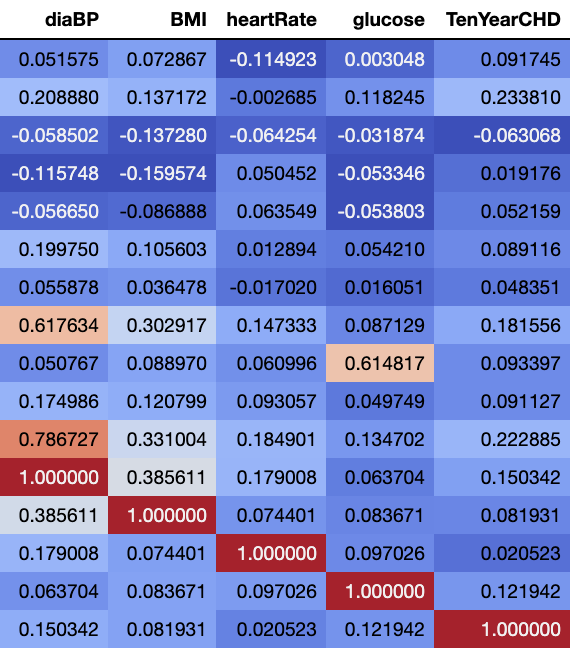 diaBP BMI heartRate glucose TenYearCHD
0.051575 0.072867 -0.114923 0.003048 0.091745
0.208880 0.137172 -0.002685 0.118245 0.233810
-0.058502 -0.137280 -0.064254 -0.031874 -0.063068
-0.115748 -0.159574 0.050452 -0.053346 0.019176
-0.056650 -0.086888 0.063549 -0.053803 0.052159
0.199750 0.105603 0.012894 0.054210 0.089116
0.055878 0.036478 -0.017020 0.016051 0.048351
0.617634 0.302917 0.147333 0.087129 0.181556
0.050767 0.088970 0.060996 0.614817 0.093397
0.174986 0.120799 0.093057 0.049749 0.091127
0.786727 0.331004 0.184901 0.134702 0.222885
1.000000 0.385611 0.179008 0.063704 0.150342
0.385611 1.000000 0.074401 0.083671 0.081931
0.179008 0.074401 1.000000 0.097026 0.020523
0.063704 0.083671 0.097026 1.000000 0.121942
0.150342 0.081931 0.020523 0.121942 1.000000